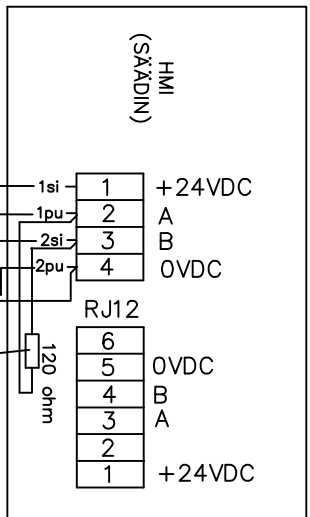 HMI
(SÄÄDIN)
1si 1 +24VDC
1pu 2 A
2si 3 B
2pu 4 0VDC
RJ12
6
5 0VDC
4 B
3 A
2
1 +24VDC
120 ohm